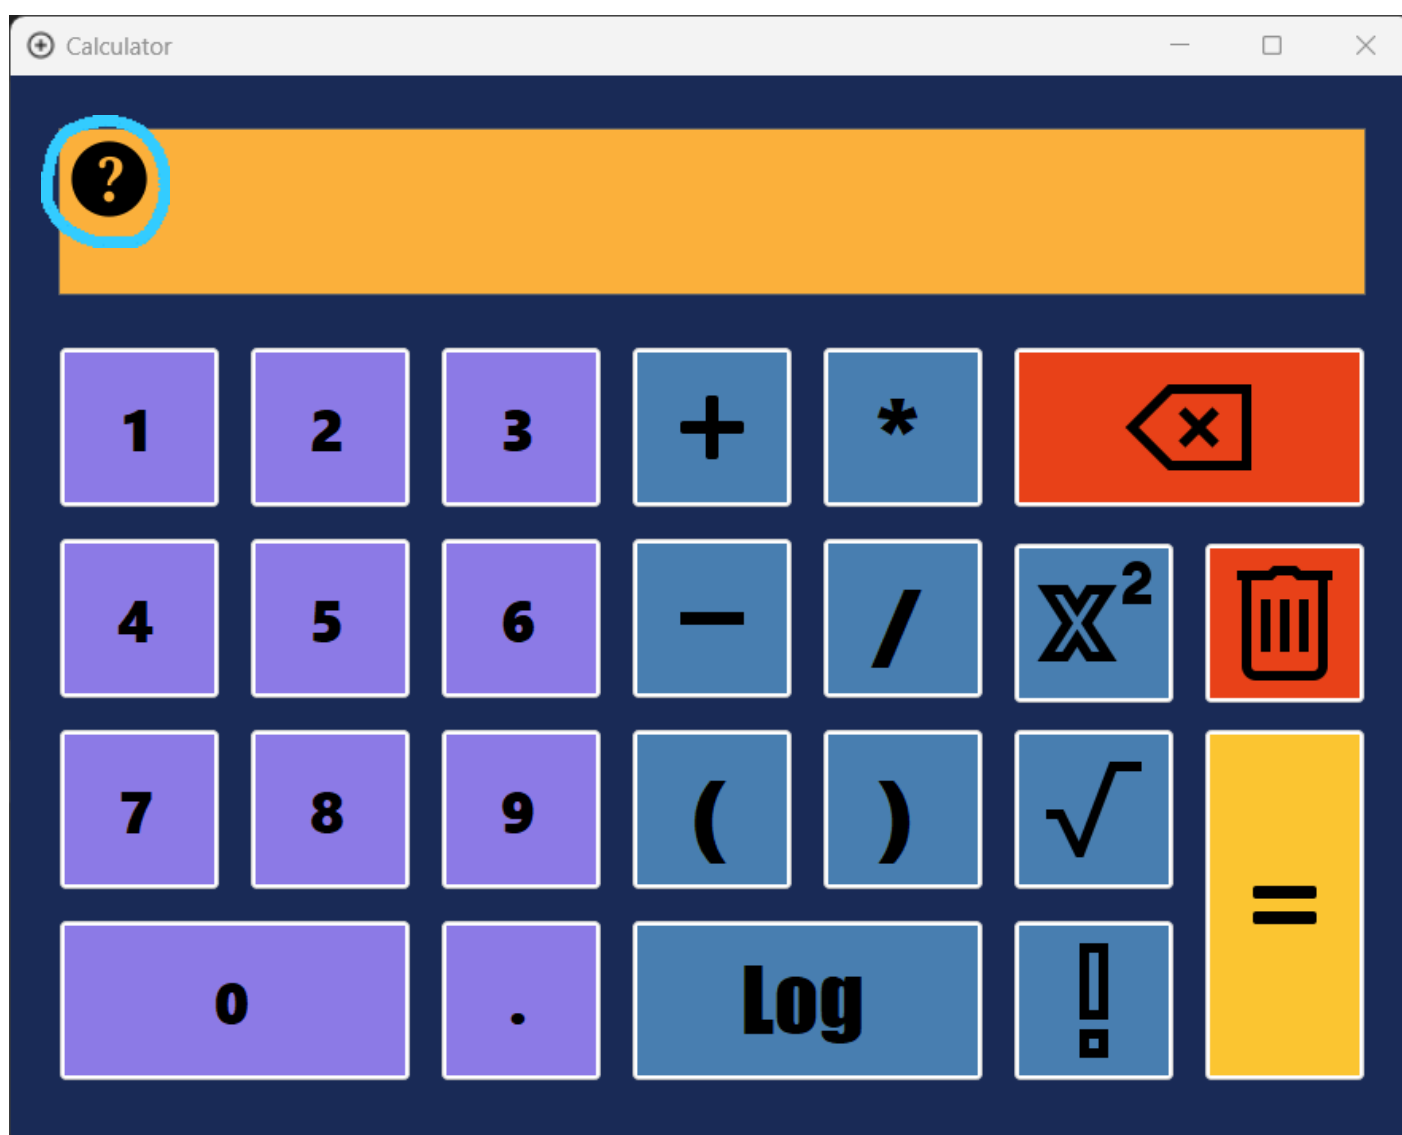 Calculator
?
1 2 3 + *
4 5 6 − / x²
7 8 9 ( ) √
=
0 . Log !